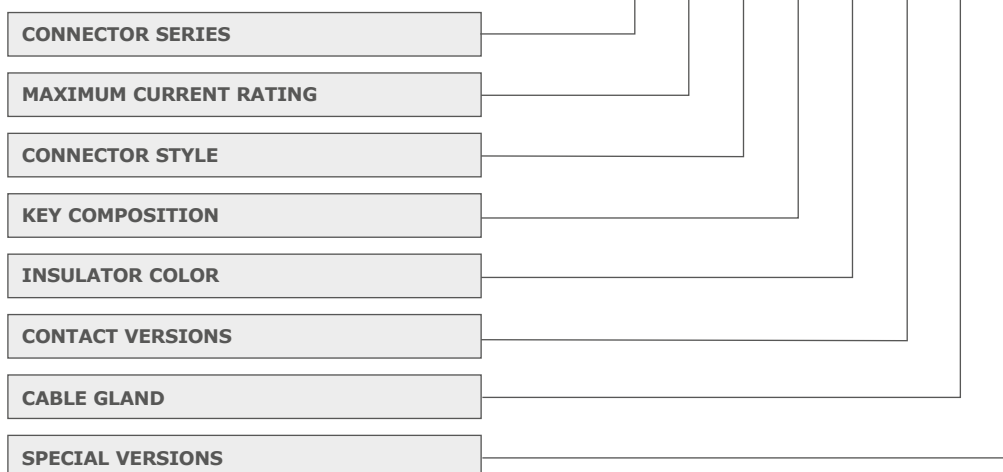 CONNECTOR SERIES
MAXIMUM CURRENT RATING
CONNECTOR STYLE
KEY COMPOSITION
INSULATOR COLOR
CONTACT VERSIONS
CABLE GLAND
SPECIAL VERSIONS